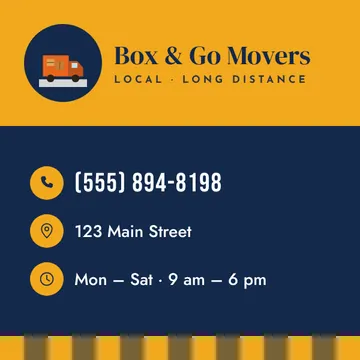 Box & Go Movers
LOCAL · LONG DISTANCE
(555) 894-8198
123 Main Street
Mon – Sat · 9 am – 6 pm